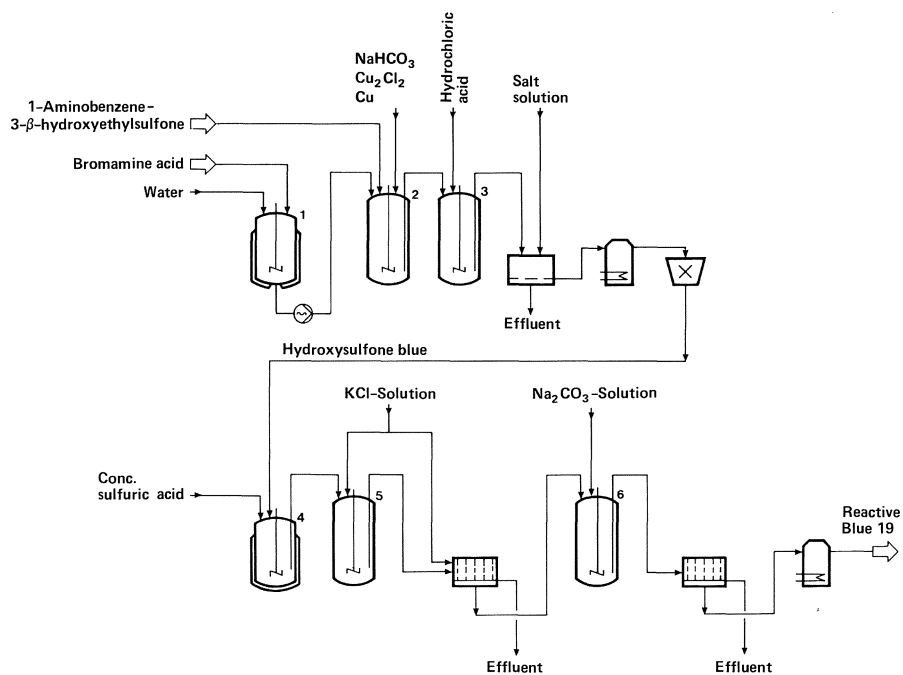 NaHCO3
Cu2Cl2
Cu
Hydrochloric
acid
Salt
solution
1-Aminobenzene-
3-β-hydroxyethylsulfone
Bromamine acid
Water
1
2
3
Effluent
Hydroxysulfone blue
KCl-Solution
Na2CO3-Solution
Conc.
sulfuric acid
4
5
6
Reactive
Blue 19
Effluent
Effluent